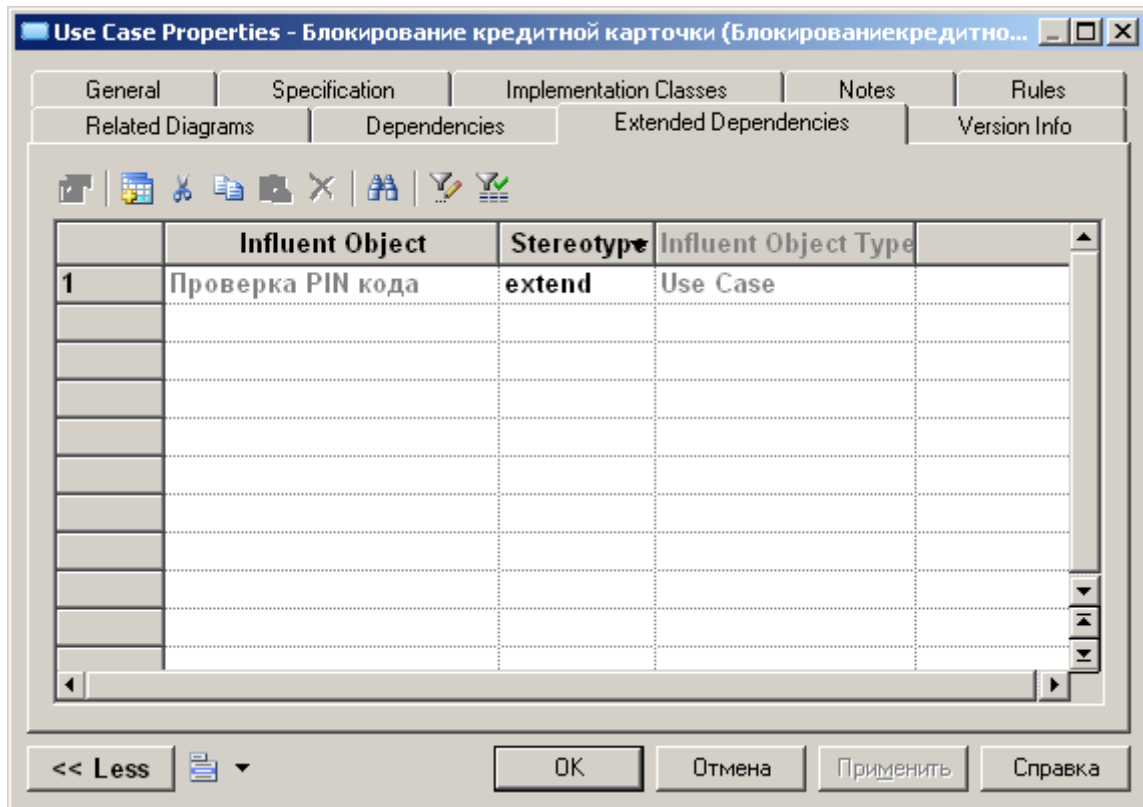 Use Case Properties - Блокирование кредитной карточки (Блокированиекредитно...
General Specification Implementation Classes Notes Rules
Related Diagrams Dependencies Extended Dependencies Version Info
Influent Object Stereotype Influent Object Type
1 Проверка PIN кода extend Use Case
<< Less OK Отмена Применить Справка